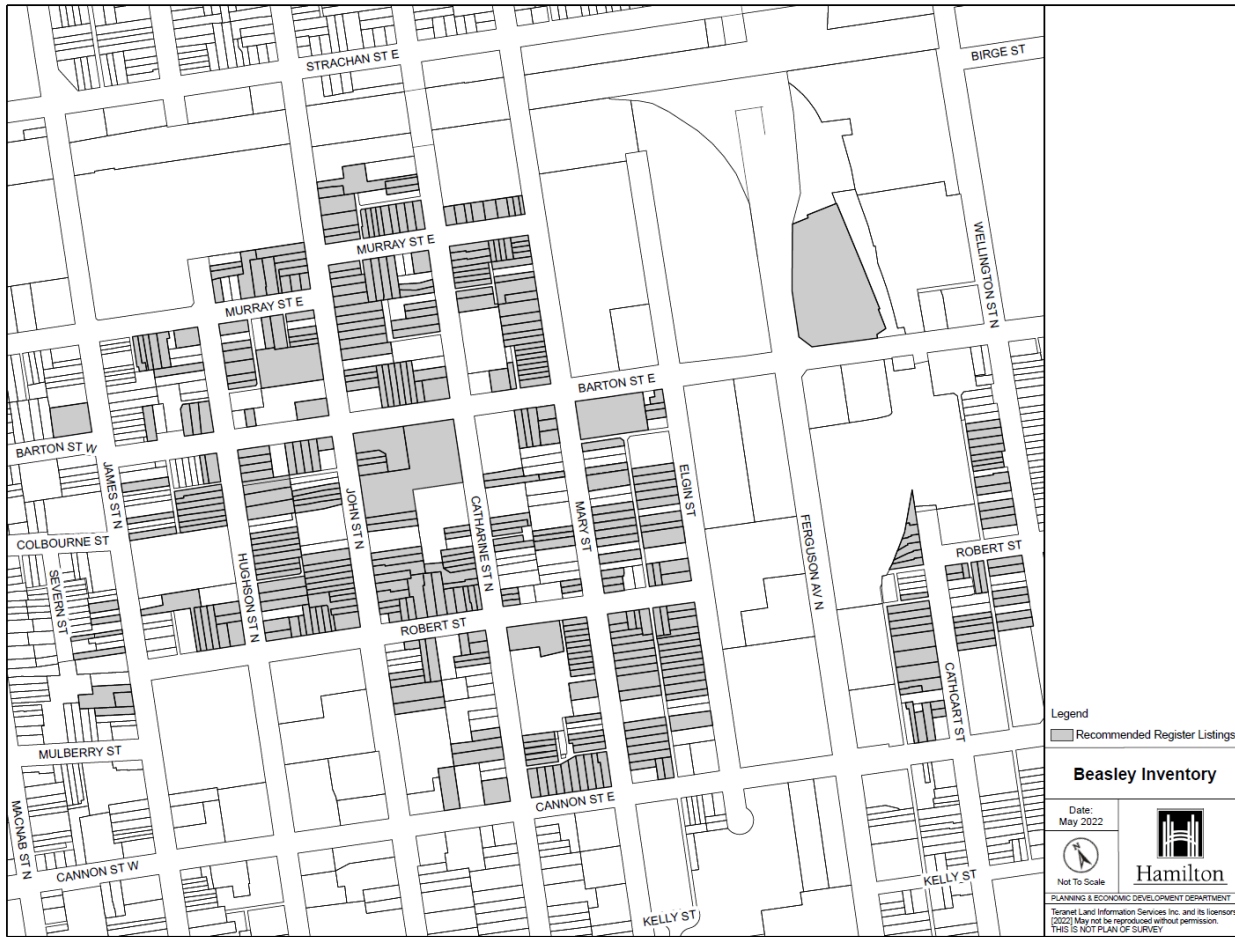 STRACHAN ST E
BIRGE ST
MURRAY ST E
WELLINGTON ST N
MURRAY ST E
BARTON ST E
BARTON ST W
JAMES ST N
HUGHSON ST N
JOHN ST N
CATHARINE ST N
MARY ST
ELGIN ST
FERGUSON AV N
COLBOURNE ST
SEVERN ST
ROBERT ST
ROBERT ST
CATHCART ST
MULBERRY ST
MACNAB ST N
CANNON ST E
CANNON ST W
KELLY ST
KELLY ST
Legend
Recommended Register Listings
Beasley Inventory
Date:
May 2022
N
Not To Scale
Hamilton
PLANNING & ECONOMIC DEVELOPMENT DEPARTMENT
Teranet Land Information Services Inc. and its licensors.
[2022] May not be reproduced without permission.
THIS IS NOT PLAN OF SURVEY